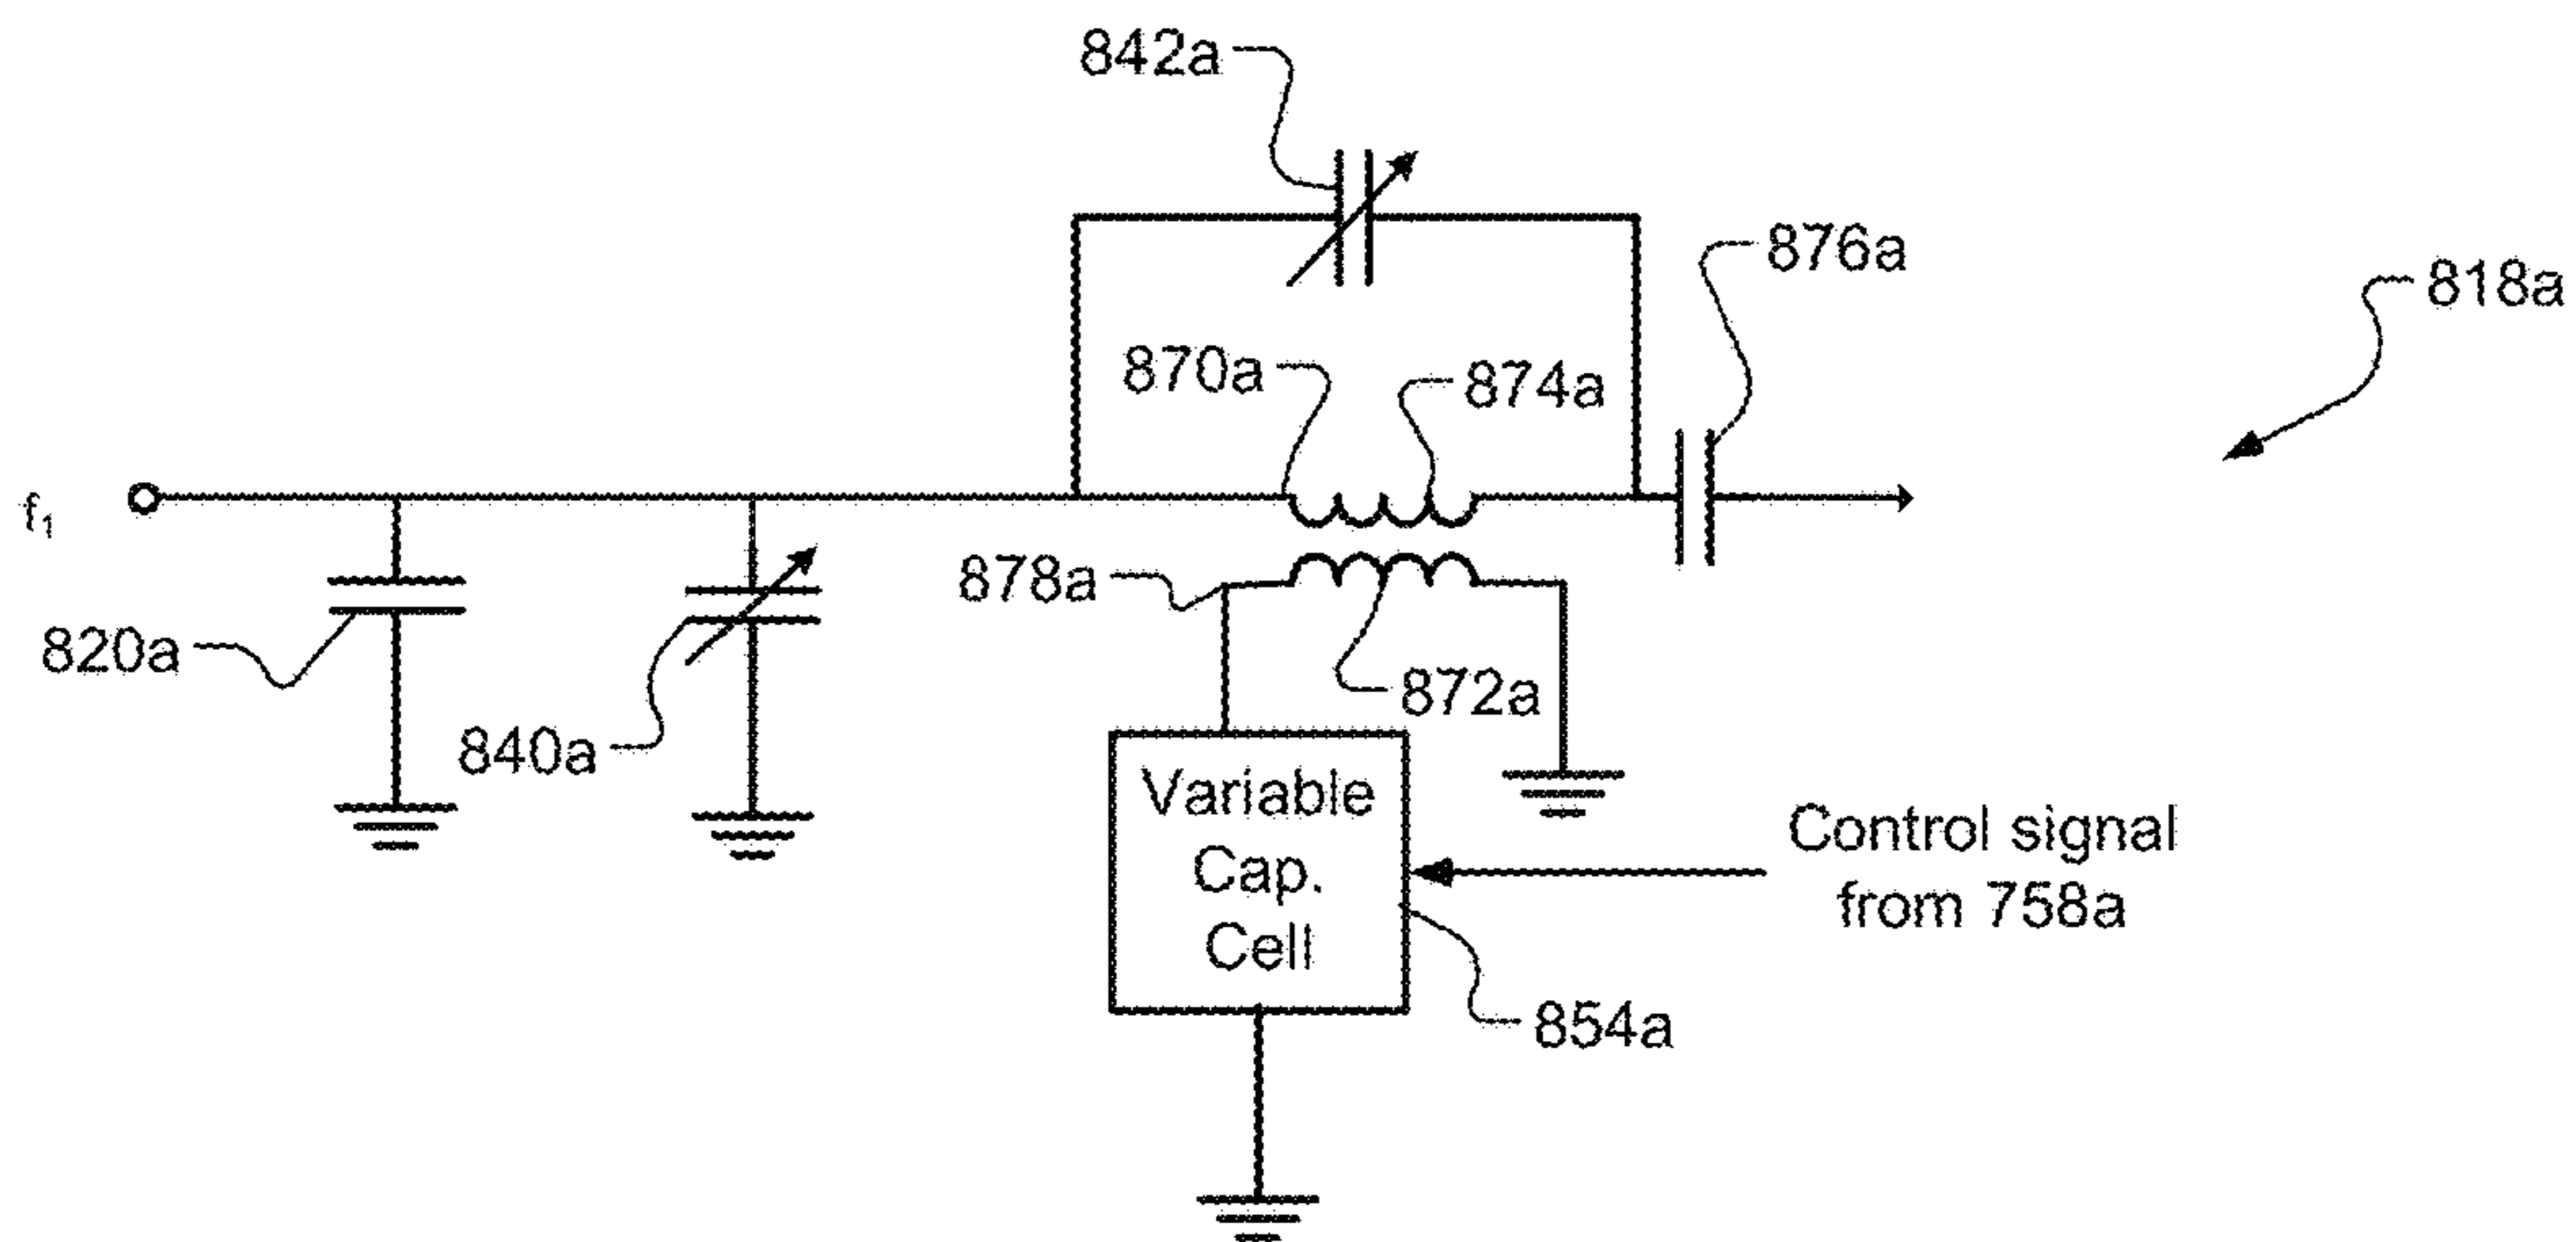 842a
876a
818a
870a
874a
f₁
878a
820a
872a
840a
Variable
Cap.
Cell
Control signal
from 758a
854a